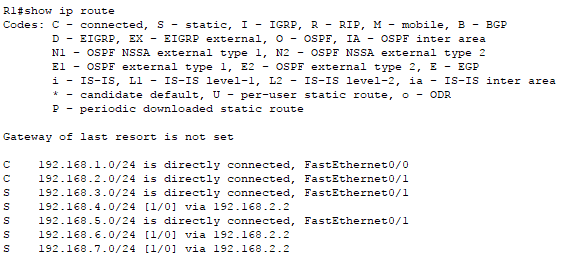 R1#show ip route
Codes: C - connected, S - static, I - IGRP, R - RIP, M - mobile, B - BGP
D - EIGRP, EX - EIGRP external, O - OSPF, IA - OSPF inter area
N1 - OSPF NSSA external type 1, N2 - OSPF NSSA external type 2
E1 - OSPF external type 1, E2 - OSPF external type 2, E - EGP
i - IS-IS, L1 - IS-IS level-1, L2 - IS-IS level-2, ia - IS-IS inter area
* - candidate default, U - per-user static route, o - ODR
P - periodic downloaded static route
Gateway of last resort is not set
C 192.168.1.0/24 is directly connected, FastEthernet0/0
C 192.168.2.0/24 is directly connected, FastEthernet0/1
S 192.168.3.0/24 is directly connected, FastEthernet0/1
S 192.168.4.0/24 [1/0] via 192.168.2.2
S 192.168.5.0/24 is directly connected, FastEthernet0/1
S 192.168.6.0/24 [1/0] via 192.168.2.2
S 192.168.7.0/24 [1/0] via 192.168.2.2